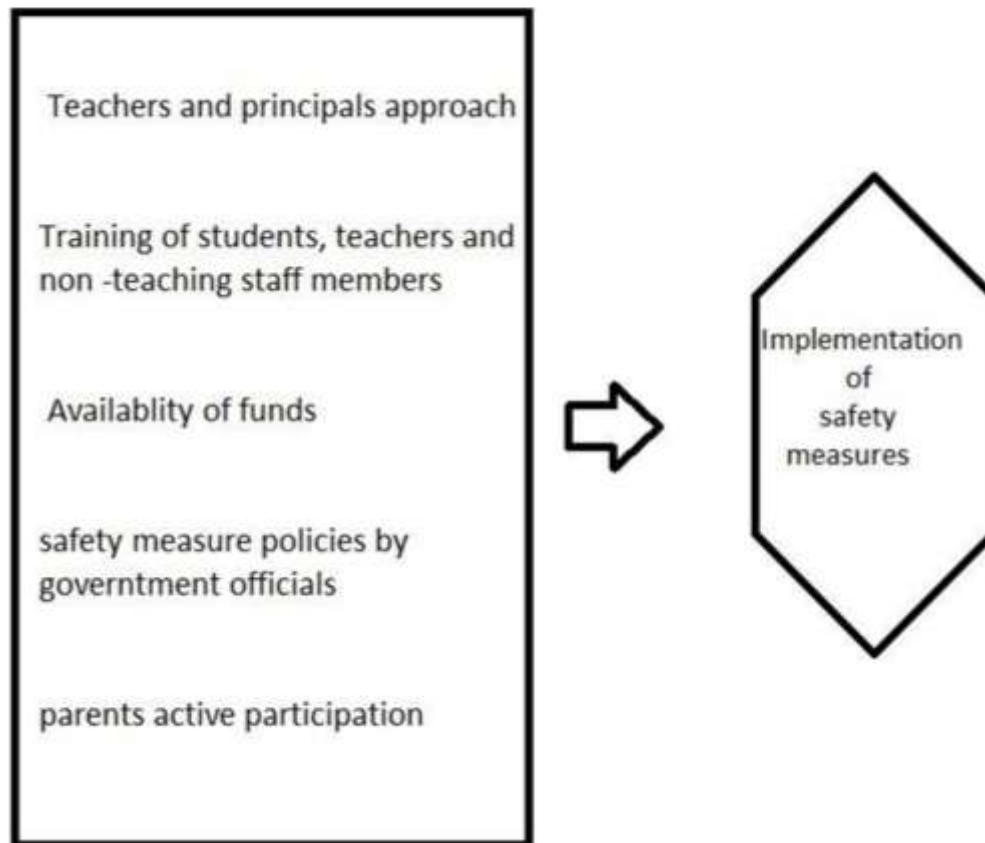 Teachers and principals approach
Training of students, teachers and
non -teaching staff members
Availablity of funds
safety measure policies by
governtment officials
parents active participation
Implementation
of
safety
measures